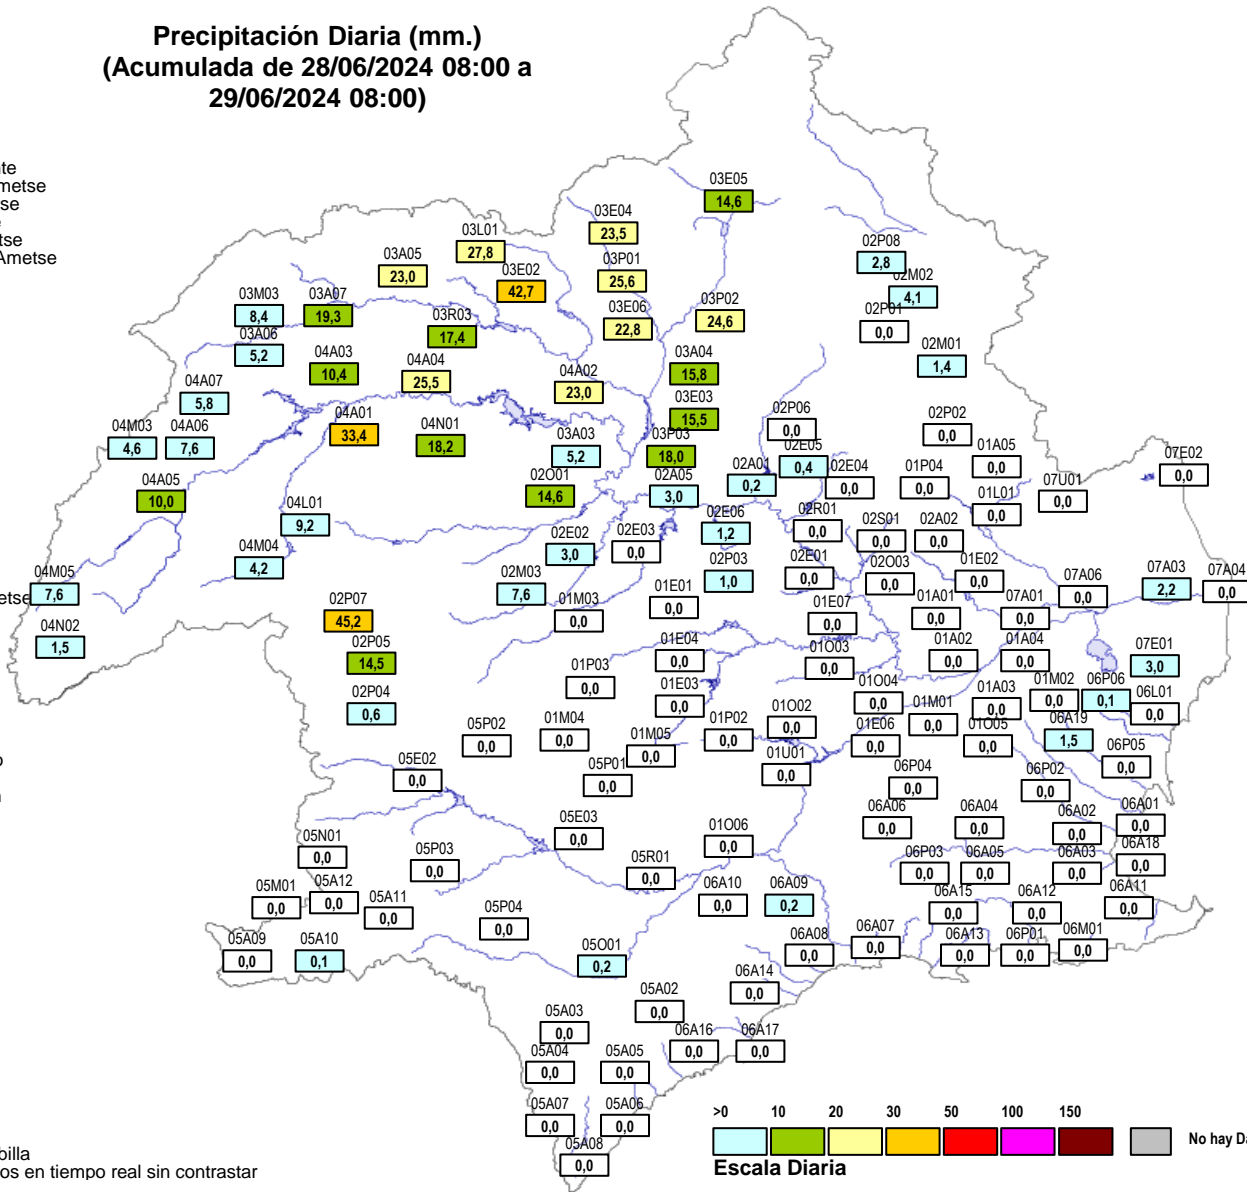 Precipitación Diaria (mm.)
(Acumulada de 28/06/2024 08:00 a
29/06/2024 08:00)
03E05
14,6
03E04
23,5
03L01
27,8
02P08
2,8
03A05
23,0
03P01
25,6
03E02
42,7
02M02
4,1
03M03
8,4
03A07
19,3
03R03
17,4
03E06
22,8
03P02
24,6
02P01
0,0
03A06
5,2
04A03
10,4
04A04
25,5
04A02
23,0
03A04
15,8
02M01
1,4
04A07
5,8
04M03
4,6
04A06
7,6
04A01
33,4
04N01
18,2
03E03
15,5
02P06
0,0
02P02
0,0
03A03
5,2
03P03
18,0
02E05
0,4
01A05
0,0
07E02
0,0
04A05
10,0
02O01
14,6
02A05
3,0
02A01
0,2
02E04
0,0
01P04
0,0
07U01
0,0
04L01
9,2
01L01
0,0
02E06
1,2
02R01
0,0
02S01
0,0
02A02
0,0
04M04
4,2
02E02
3,0
02E03
0,0
04M05
7,6
02M03
7,6
02P03
1,0
02E01
0,0
02O03
0,0
01E02
0,0
07A06
0,0
07A03
2,2
07A04
0,0
01M03
0,0
01E01
0,0
01E07
0,0
01A01
0,0
07A01
0,0
02P07
45,2
04N02
1,5
02P05
14,5
01E04
0,0
01O03
0,0
01A02
0,0
01A04
0,0
07E01
3,0
01P03
0,0
02P04
0,6
01E03
0,0
01O04
0,0
01A03
0,0
01M02
0,0
06P06
0,1
06L01
0,0
05P02
0,0
01M04
0,0
01M05
0,0
01P02
0,0
01O02
0,0
01E06
0,0
01M01
0,0
01O05
0,0
06A19
1,5
06P05
0,0
05E02
0,0
05P01
0,0
01U01
0,0
06P04
0,0
06P02
0,0
05E03
0,0
01O06
0,0
06A06
0,0
06A04
0,0
06A02
0,0
06A01
0,0
05N01
0,0
05P03
0,0
05R01
0,0
06P03
0,0
06A05
0,0
06A03
0,0
06A18
0,0
05M01
0,0
05A12
0,0
05A11
0,0
05P04
0,0
06A10
0,0
06A09
0,2
06A15
0,0
06A12
0,0
06A11
0,0
05A09
0,0
05A10
0,1
05O01
0,2
06A08
0,0
06A07
0,0
06A13
0,0
06P01
0,0
06M01
0,0
05A02
0,0
06A14
0,0
05A03
0,0
06A16
0,0
06A17
0,0
05A04
0,0
05A05
0,0
05A07
0,0
05A06
0,0
05A08
0,0
>0 10 20 30 50 100 150
No hay Da
Escala Diaria
billa
os en tiempo real sin contrastar